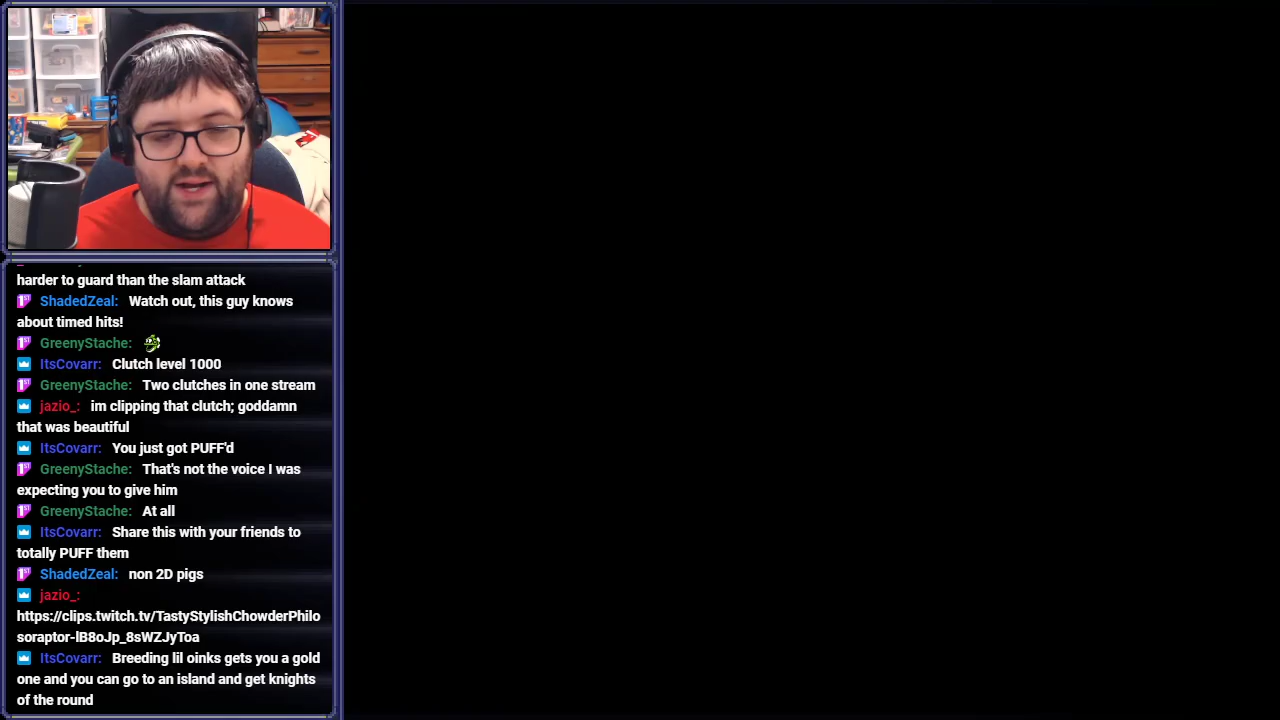 harder to guard than the slam attack
ShadedZeal: Watch out, this guy knows
about timed hits!
GreenyStache:
ItsCovarr: Clutch level 1000
GreenyStache: Two clutches in one stream
jazio_: im clipping that clutch; goddamn
that was beautiful
ItsCovarr: You just got PUFF'd
GreenyStache: That's not the voice I was
expecting you to give him
GreenyStache: At all
ItsCovarr: Share this with your friends to
totally PUFF them
ShadedZeal: non 2D pigs
jazio_:
https://clips.twitch.tv/TastyStylishChowderPhilo
soraptor-lB8oJp_8sWZJyToa
ItsCovarr: Breeding lil oinks gets you a gold
one and you can go to an island and get knights
of the round